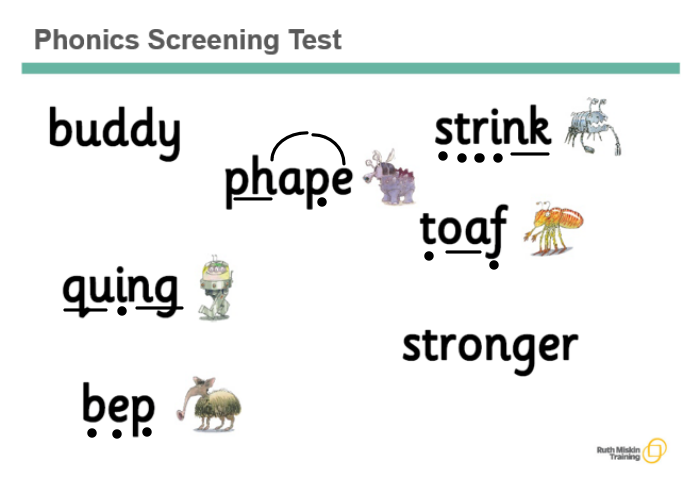 Phonics Screening Test
buddy
strink
phape
toaf
quing
stronger
bep
Ruth Miskin
Training